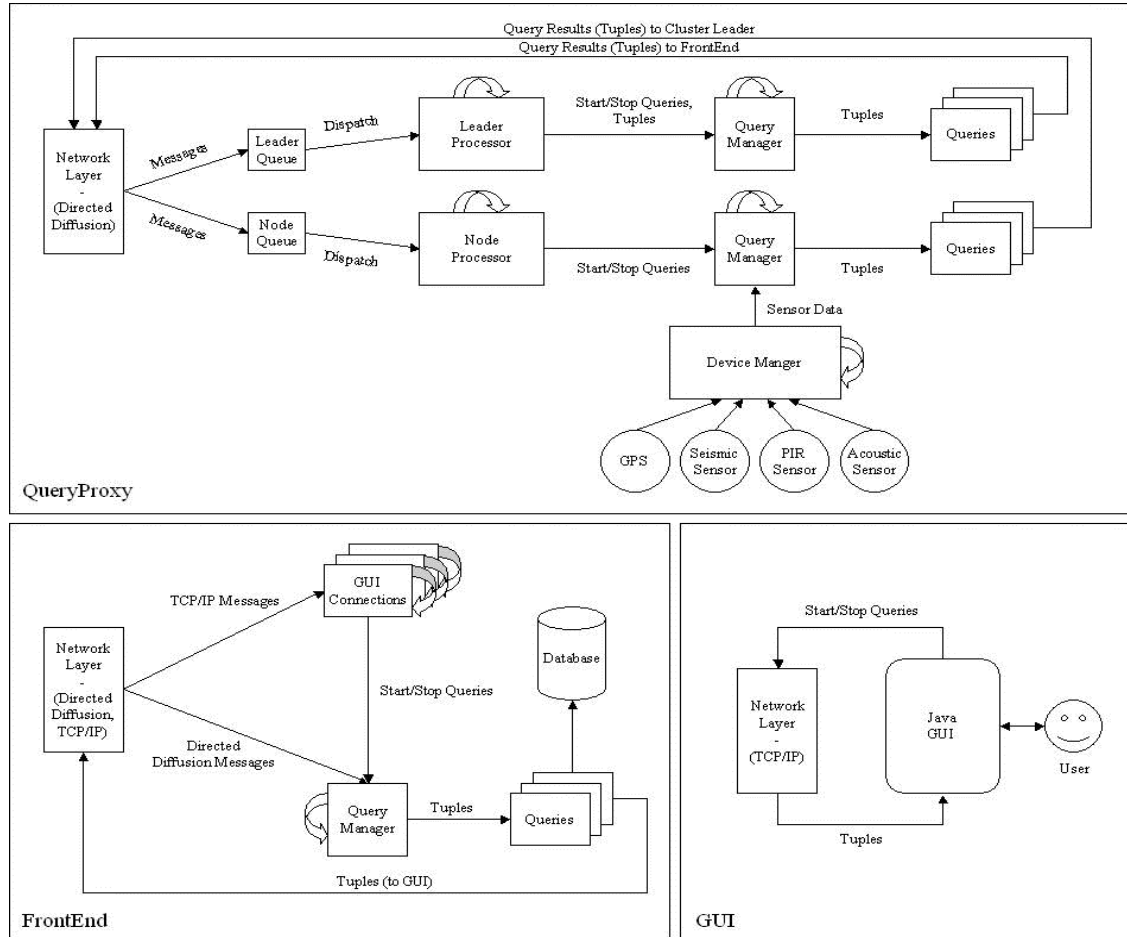 Query Results (Tuples) to Cluster Leader
Query Results (Tuples) to FrontEnd
Network
Layer
-
(Directed
Diffusion)
Messages
Messages
Leader
Queue
Node
Queue
Dispatch
Dispatch
Leader
Processor
Node
Processor
Start/Stop Queries,
Tuples
Start/Stop Queries
Query
Manager
Query
Manager
Tuples
Tuples
Queries
Queries
Sensor Data
Device Manger
GPS
Seismic
Sensor
PIR
Sensor
Acoustic
Sensor
QueryProxy
GUI
Connections
TCP/IP Messages
Network
Layer
-
(Directed
Diffusion,
TCP/IP)
Start/Stop Queries
Database
Directed
Diffusion Messages
Query
Manager
Tuples
Queries
Tuples (to GUI)
FrontEnd
Start/Stop Queries
Network
Layer
-
(TCP/IP)
Java
GUI
User
Tuples
GUI